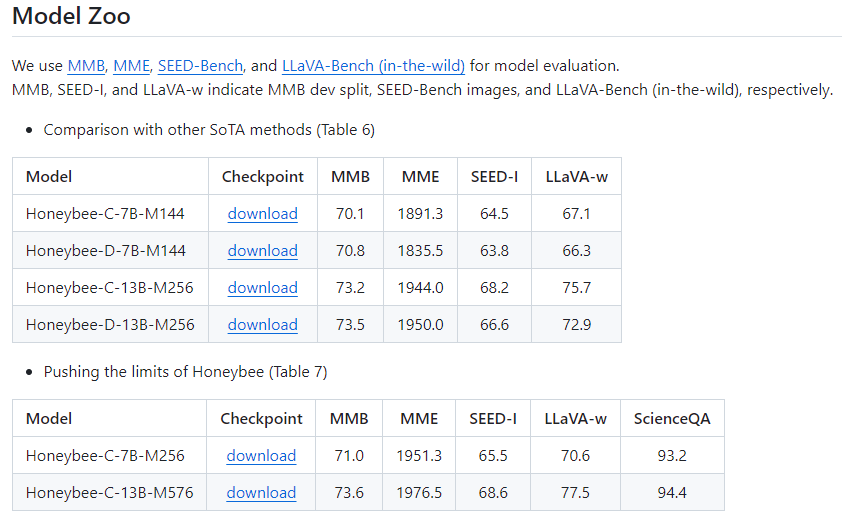 Model Zoo
We use MMB, MME, SEED-Bench, and LLaVA-Bench (in-the-wild) for model evaluation.
MMB, SEED-I, and LLaVA-w indicate MMB dev split, SEED-Bench images, and LLaVA-Bench (in-the-wild), respectively.
• Comparison with other SoTA methods (Table 6)
Model Checkpoint MMB MME SEED-I LLaVA-w
Honeybee-C-7B-M144 download 70.1 1891.3 64.5 67.1
Honeybee-D-7B-M144 download 70.8 1835.5 63.8 66.3
Honeybee-C-13B-M256 download 73.2 1944.0 68.2 75.7
Honeybee-D-13B-M256 download 73.5 1950.0 66.6 72.9
• Pushing the limits of Honeybee (Table 7)
Model Checkpoint MMB MME SEED-I LLaVA-w ScienceQA
Honeybee-C-7B-M256 download 71.0 1951.3 65.5 70.6 93.2
Honeybee-C-13B-M576 download 73.6 1976.5 68.6 77.5 94.4